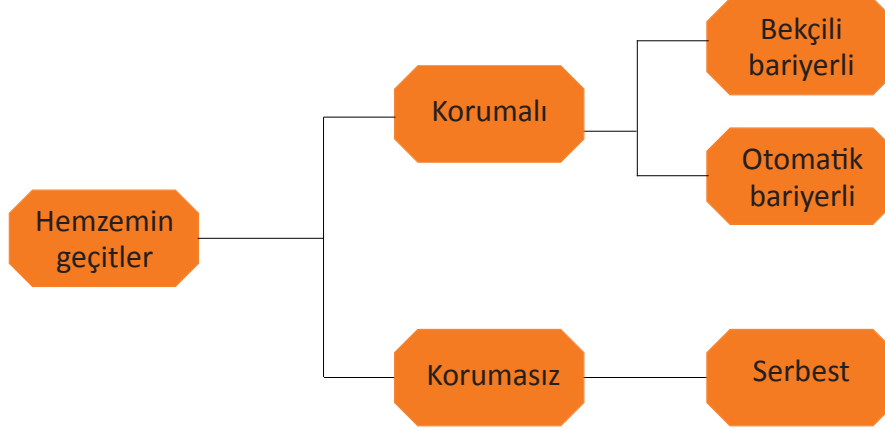 Hemzemin
geçitler
Korumalı
Bekçili
bariyerli
Otomatik
bariyerli
Korumasız
Serbest